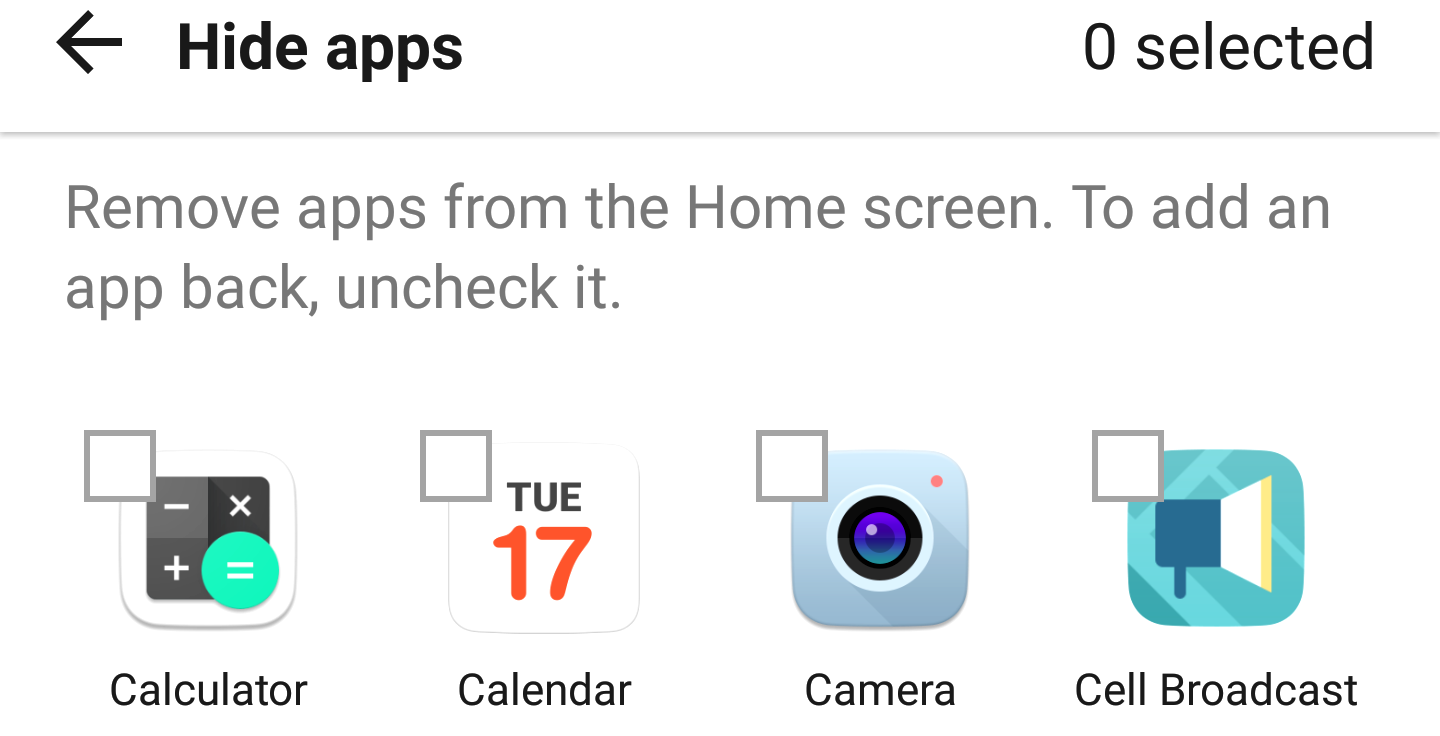 Hide apps
0 selected
Remove apps from the Home screen. To add an
app back, uncheck it.
TUE
17
Calculator
Calendar
Camera
Cell Broadcast